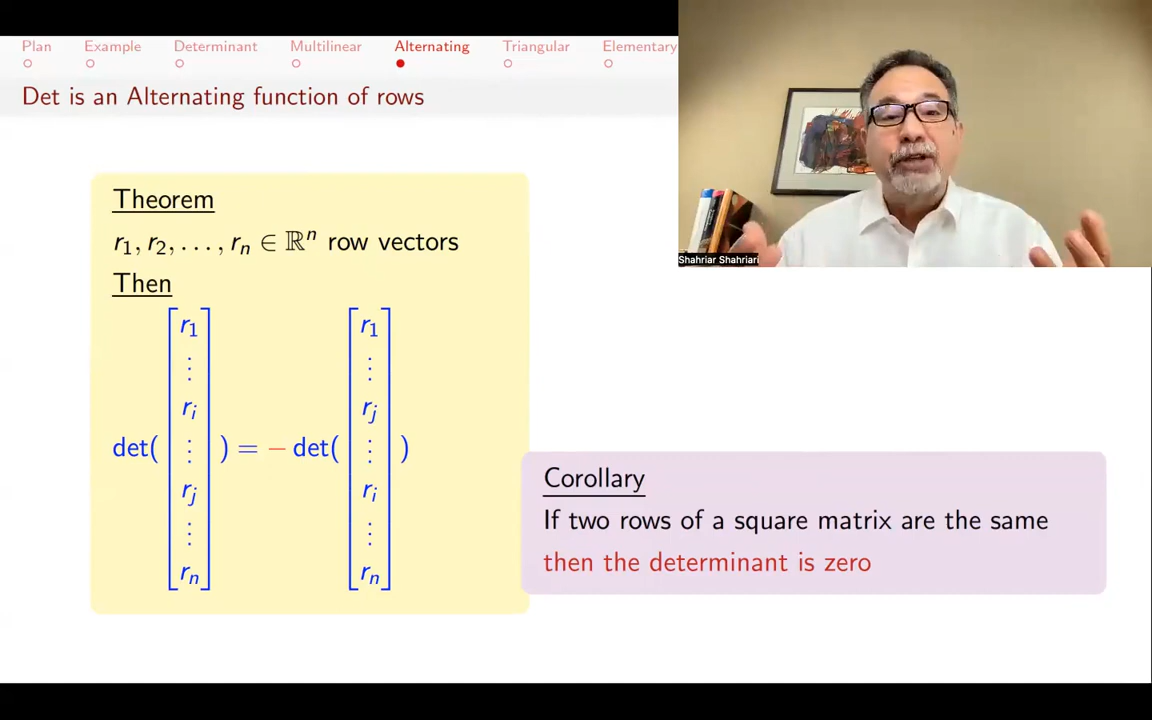 Plan Example Determinant Multilinear Alternating Triangular Elementary
Det is an Alternating function of rows
Theorem
r₁, r₂, . . . , rₙ ∈ ℝⁿ row vectors
Then
det( [ r₁ ⋮ rᵢ ⋮ rⱼ ⋮ rₙ ] ) = − det( [ r₁ ⋮ rⱼ ⋮ rᵢ ⋮ rₙ ] )
Corollary
If two rows of a square matrix are the same
then the determinant is zero
Shahriar Shahriari